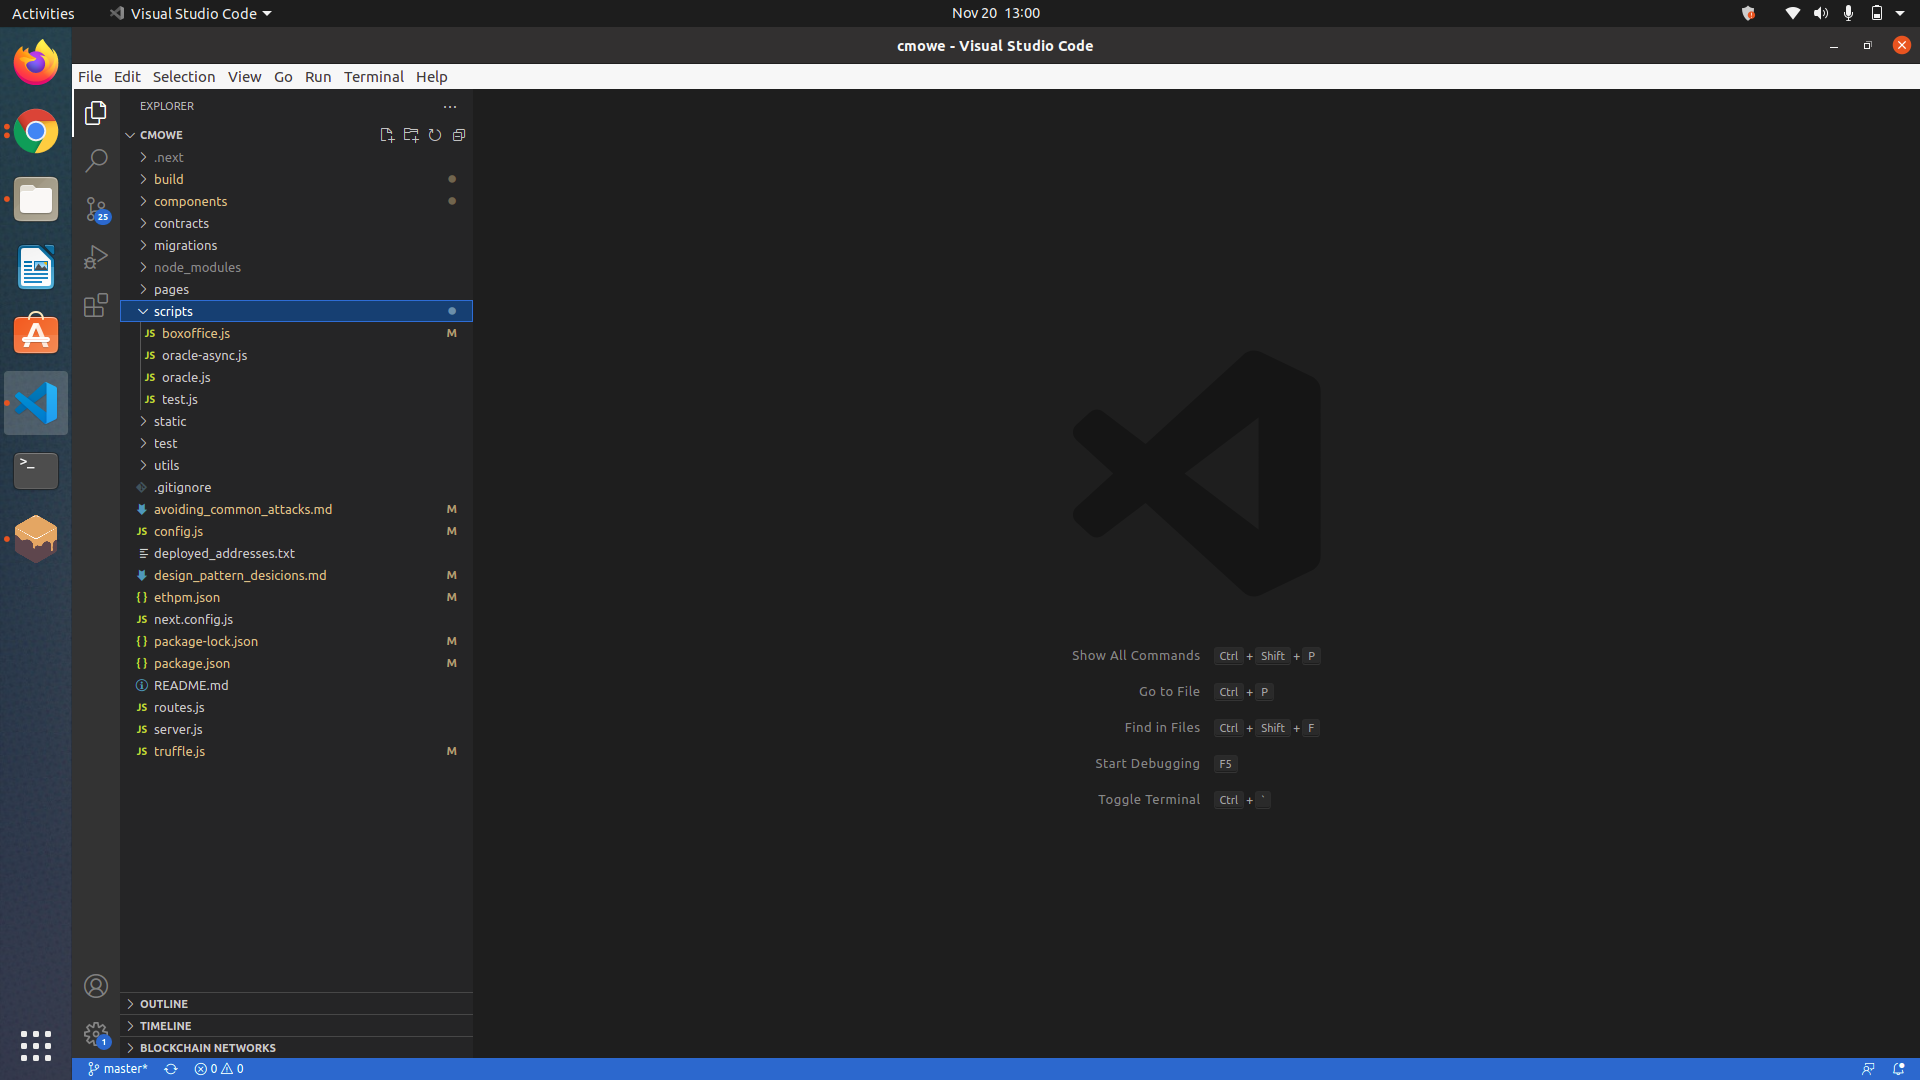 Activities
Visual Studio Code
Nov 20 13:00
cmowe - Visual Studio Code
File Edit Selection View Go Run Terminal Help
EXPLORER
CMOWE
.next
build
components
contracts
migrations
node_modules
pages
scripts
JS boxoffice.js M
JS oracle-async.js
JS oracle.js
JS test.js
static
test
utils
.gitignore
avoiding_common_attacks.md M
JS config.js M
deployed_addresses.txt
design_pattern_desicions.md M
{} ethpm.json M
JS next.config.js
{} package-lock.json M
{} package.json M
README.md
JS routes.js
JS server.js
JS truffle.js M
25
Show All Commands Ctrl + Shift + P
Go to File Ctrl + P
Find in Files Ctrl + Shift + F
Start Debugging F5
Toggle Terminal Ctrl + `
OUTLINE
TIMELINE
BLOCKCHAIN NETWORKS
1
master* 0 0